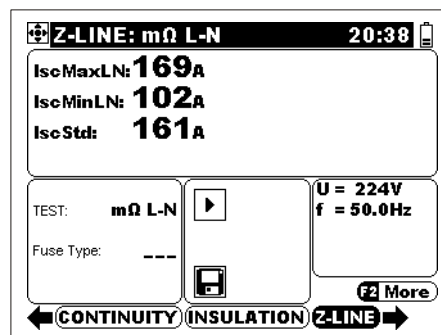 Z-LINE: mΩ L-N 20:38
IscMaxLN: 169A
IscMinLN: 102A
IscStd: 161A
TEST: mΩ L-N
Fuse Type: ___
U = 224V
f = 50.0Hz
F2 More
CONTINUITY INSULATION Z-LINE